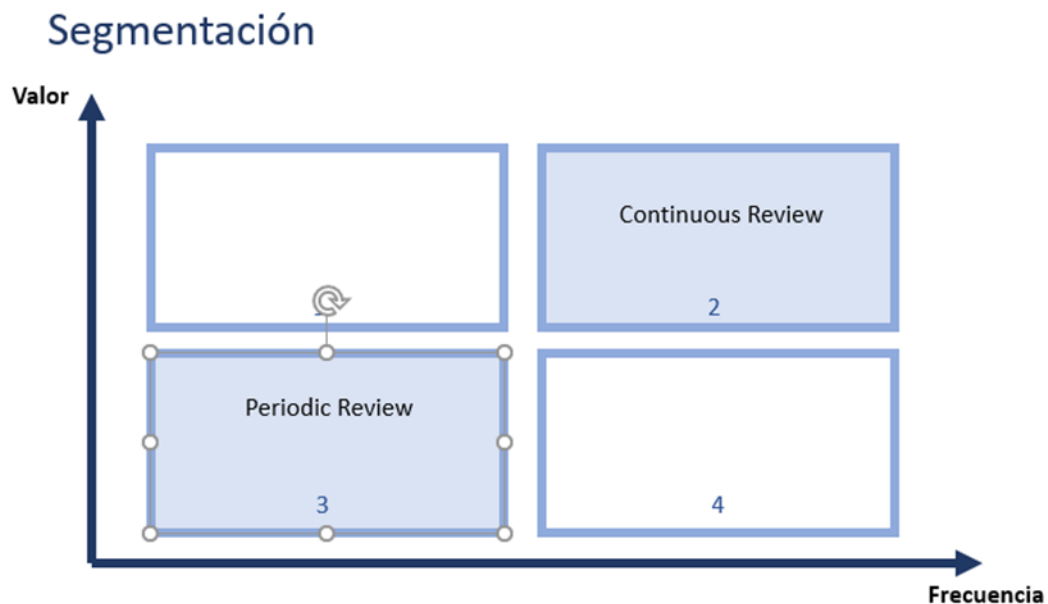 Segmentación
Valor
Continuous Review
2
Periodic Review
3
4
Frecuencia